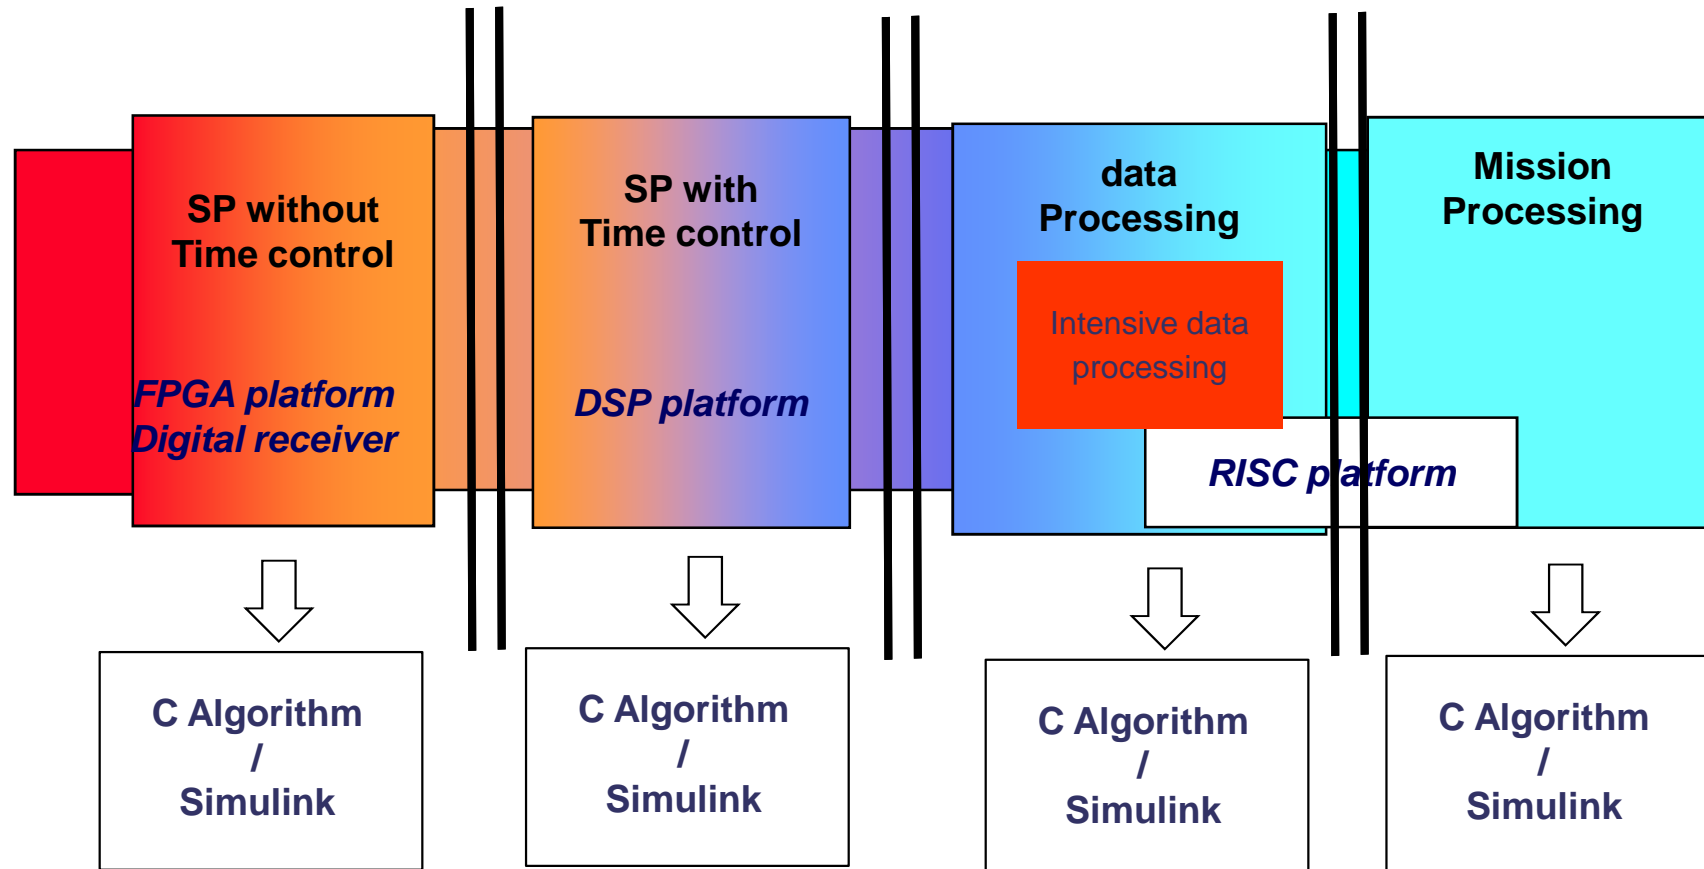 SP without
Time control
FPGA platform
Digital receiver
SP with
Time control
DSP platform
data
Processing
Intensive data
processing
RISC platform
Mission
Processing
C Algorithm
/
Simulink
C Algorithm
/
Simulink
C Algorithm
/
Simulink
C Algorithm
/
Simulink